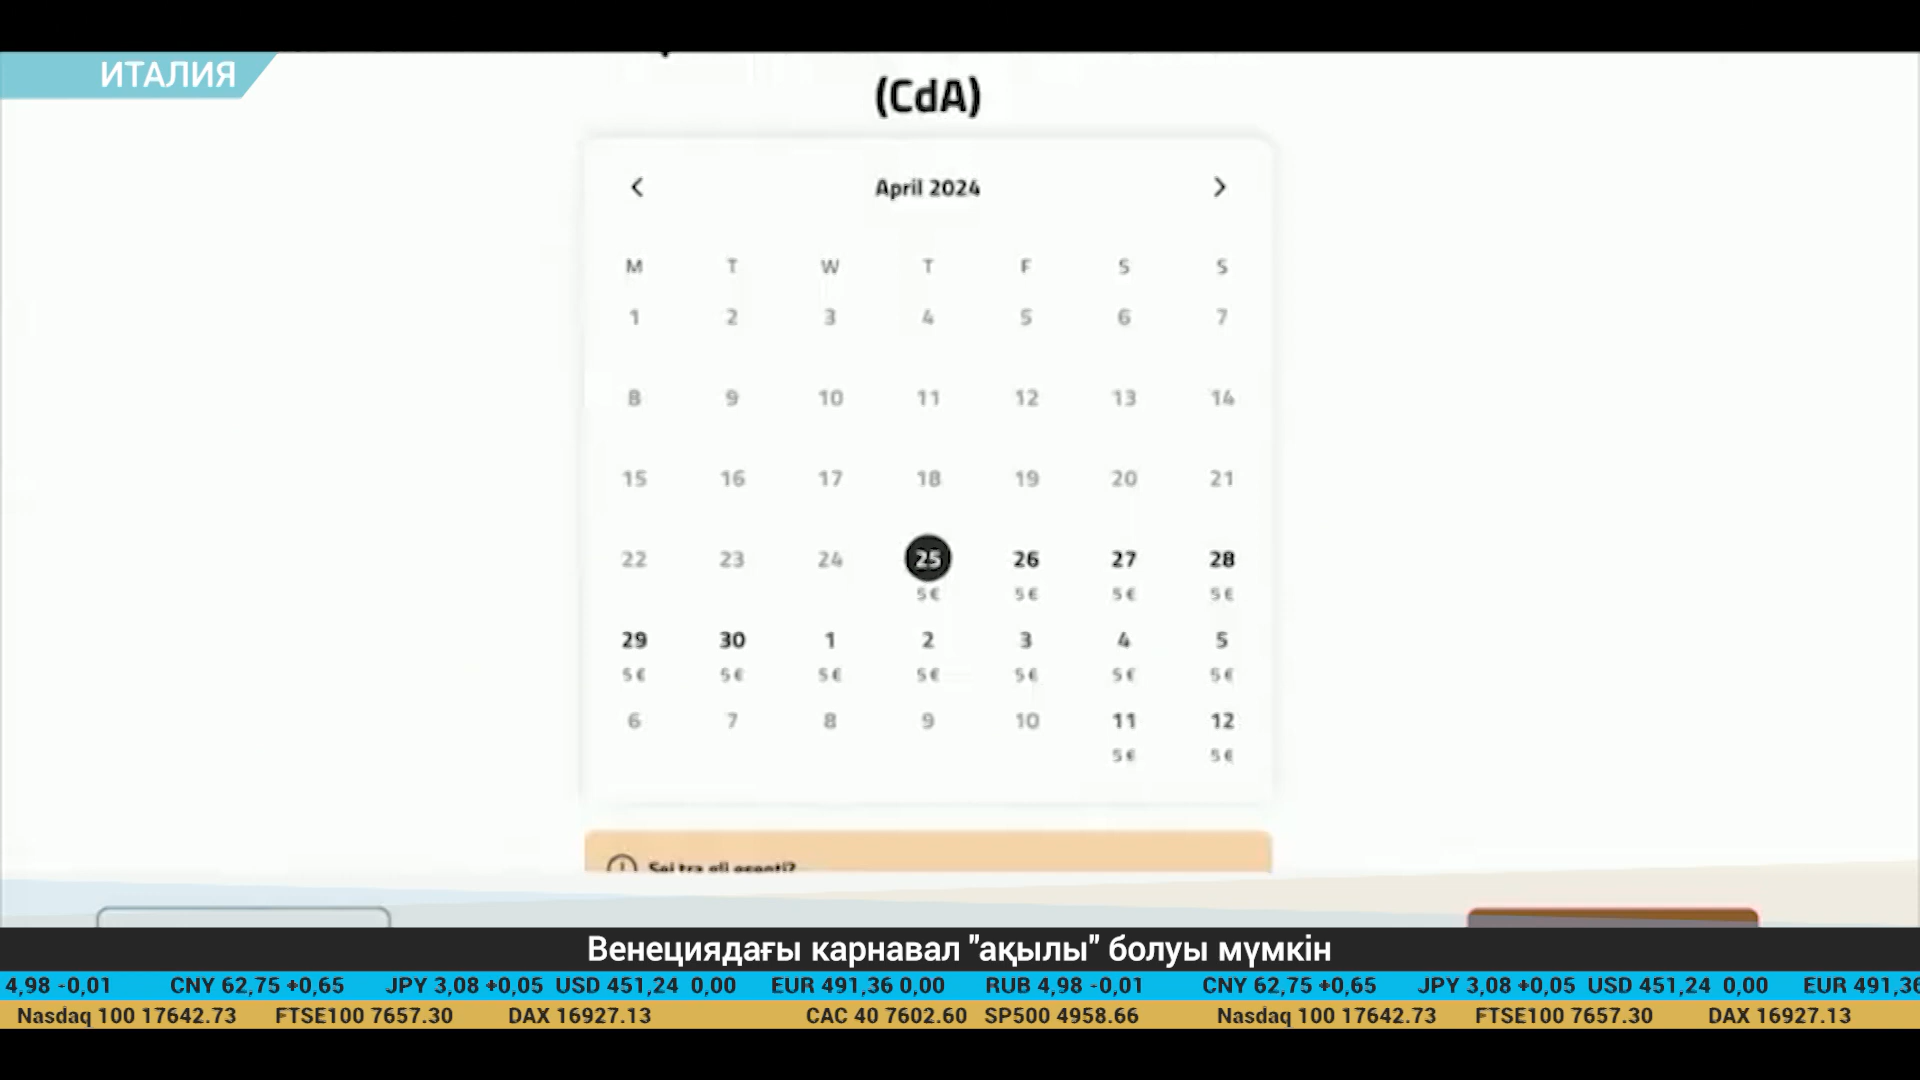 ИТАЛИЯ
(CdA)
April 2024
M T W T F S S
1 2 3 4 5 6 7
8 9 10 11 12 13 14
15 16 17 18 19 20 21
22 23 24 25 26 27 28
5 € 5 € 5 € 5 €
29 30 1 2 3 4 5
5 € 5 € 5 € 5 € 5 € 5 € 5 €
6 7 8 9 10 11 12
5 € 5 €
Sei tra gli esenti?
Венециядағы карнавал "ақылы" болуы мүмкін
4,98 -0,01 CNY 62,75 +0,65 JPY 3,08 +0,05 USD 451,24 0,00 EUR 491,36 0,00 RUB 4,98 -0,01 CNY 62,75 +0,65 JPY 3,08 +0,05 USD 451,24 0,00 EUR 491,36
Nasdaq 100 17642.73 FTSE100 7657.30 DAX 16927.13 CAC 40 7602.60 SP500 4958.66 Nasdaq 100 17642.73 FTSE100 7657.30 DAX 16927.13